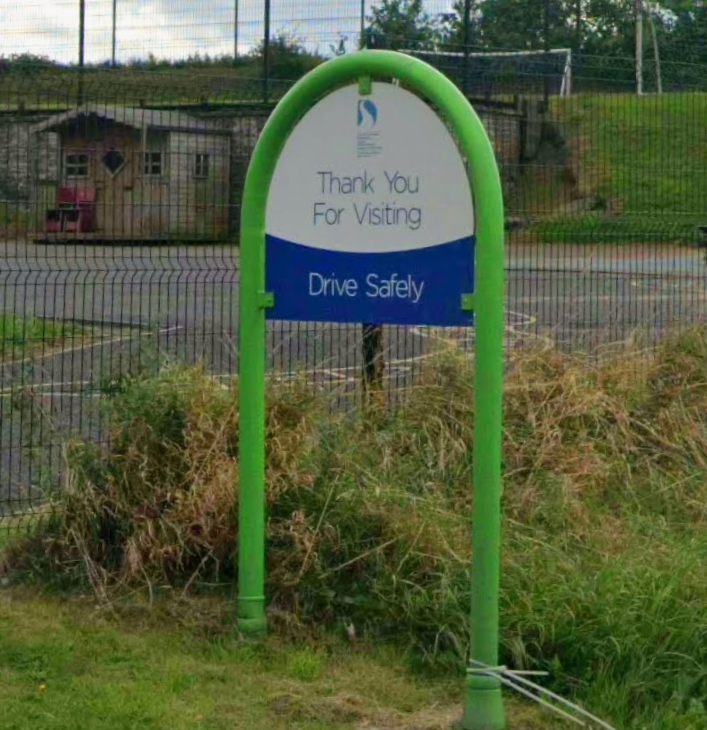 Thank You
For Visiting
Drive Safely